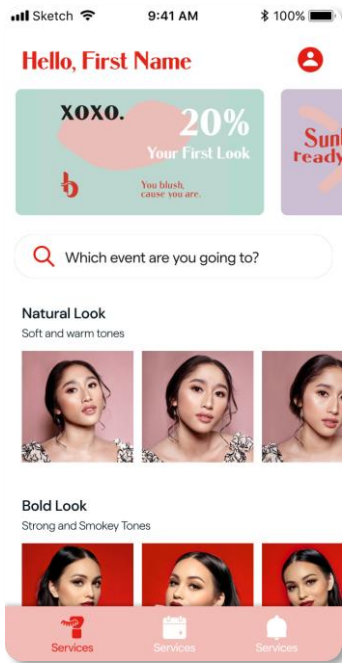 Sketch 9:41 AM 100%
Hello, First Name
XOXO.
20%
Your First Look
b
You blush,
cause you are.
ready
Which event are you going to?
Natural Look
Soft and warm tones
Bold Look
Strong and Smokey Tones
Services Services Services